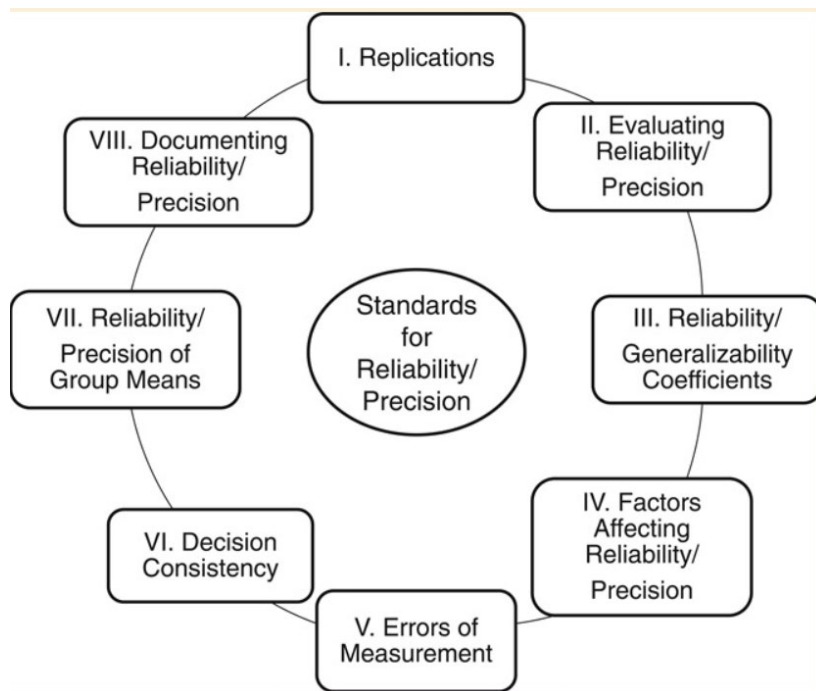 I. Replications
II. Evaluating
Reliability/
Precision
III. Reliability/
Generalizability
Coefficients
IV. Factors
Affecting
Reliability/
Precision
V. Errors of
Measurement
VI. Decision
Consistency
VII. Reliability/
Precision of
Group Means
VIII. Documenting
Reliability/
Precision
Standards
for
Reliability/
Precision